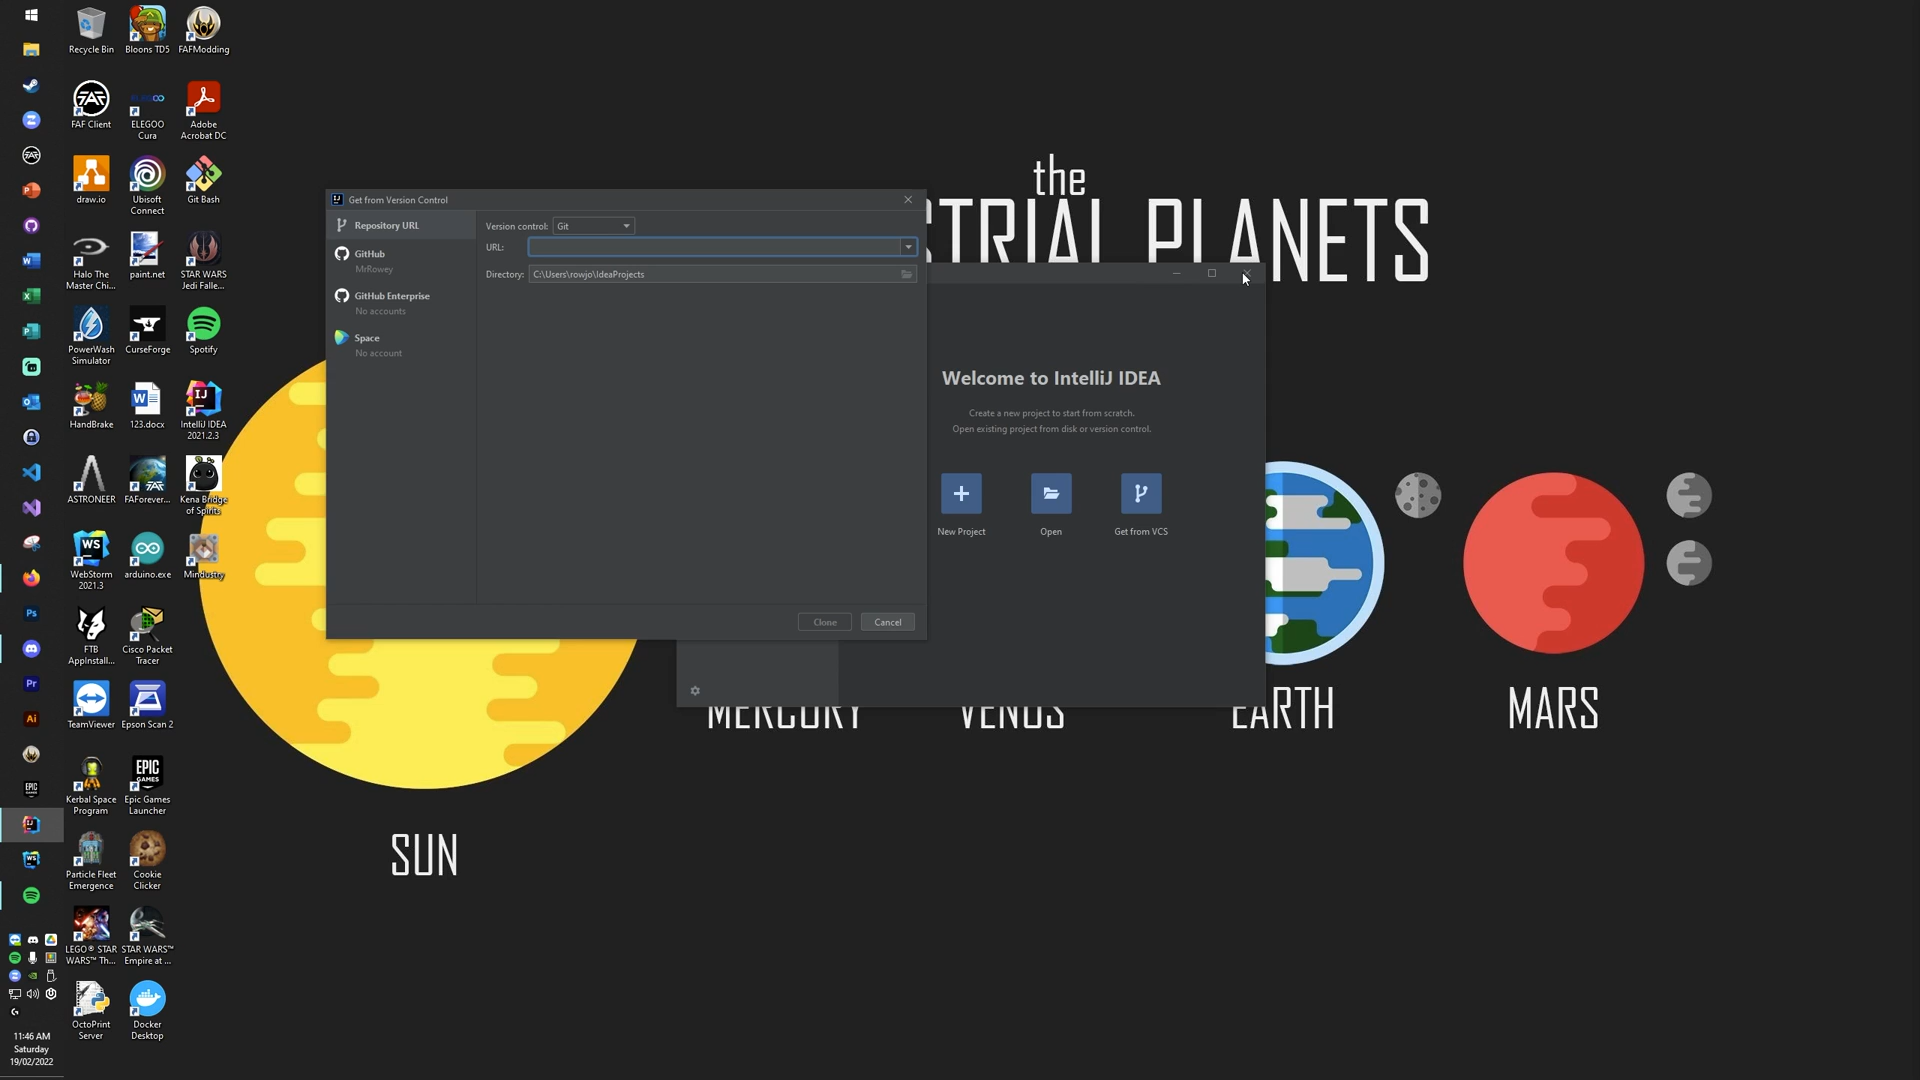 Recycle Bin
Bloons TD5
FAFModding
FAF Client
ELEGOO
Cura
Adobe
Acrobat DC
draw.io
Ubisoft
Connect
Git Bash
Halo The
Master Chi...
paint.net
STAR WARS
Jedi Falle...
PowerWash
Simulator
CurseForge
Spotify
HandBrake
123.docx
IntelliJ IDEA
2021.2.3
ASTRONEER
FAForever...
Kena Bridge
of Spirits
WebStorm
2021.3
arduino.exe
Mindustry
FTB
AppInstall...
Cisco Packet
Tracer
TeamViewer
Epson Scan 2
Kerbal Space
Program
Epic Games
Launcher
Particle Fleet
Emergence
Cookie
Clicker
LEGO® STAR
WARS™ Th...
STAR WARS™
Empire at ...
OctoPrint
Server
Docker
Desktop
11:46 AM
Saturday
19/02/2022
the
STRIAL PLANETS
Get from Version Control
Repository URL
GitHub
MrRowey
GitHub Enterprise
No accounts
Space
No account
Version control: Git
URL:
Directory: C:\Users\rowjo\IdeaProjects
Clone
Cancel
Welcome to IntelliJ IDEA
Create a new project to start from scratch.
Open existing project from disk or version control.
New Project
Open
Get from VCS
SUN
MERCURY
VENUS
EARTH
MARS